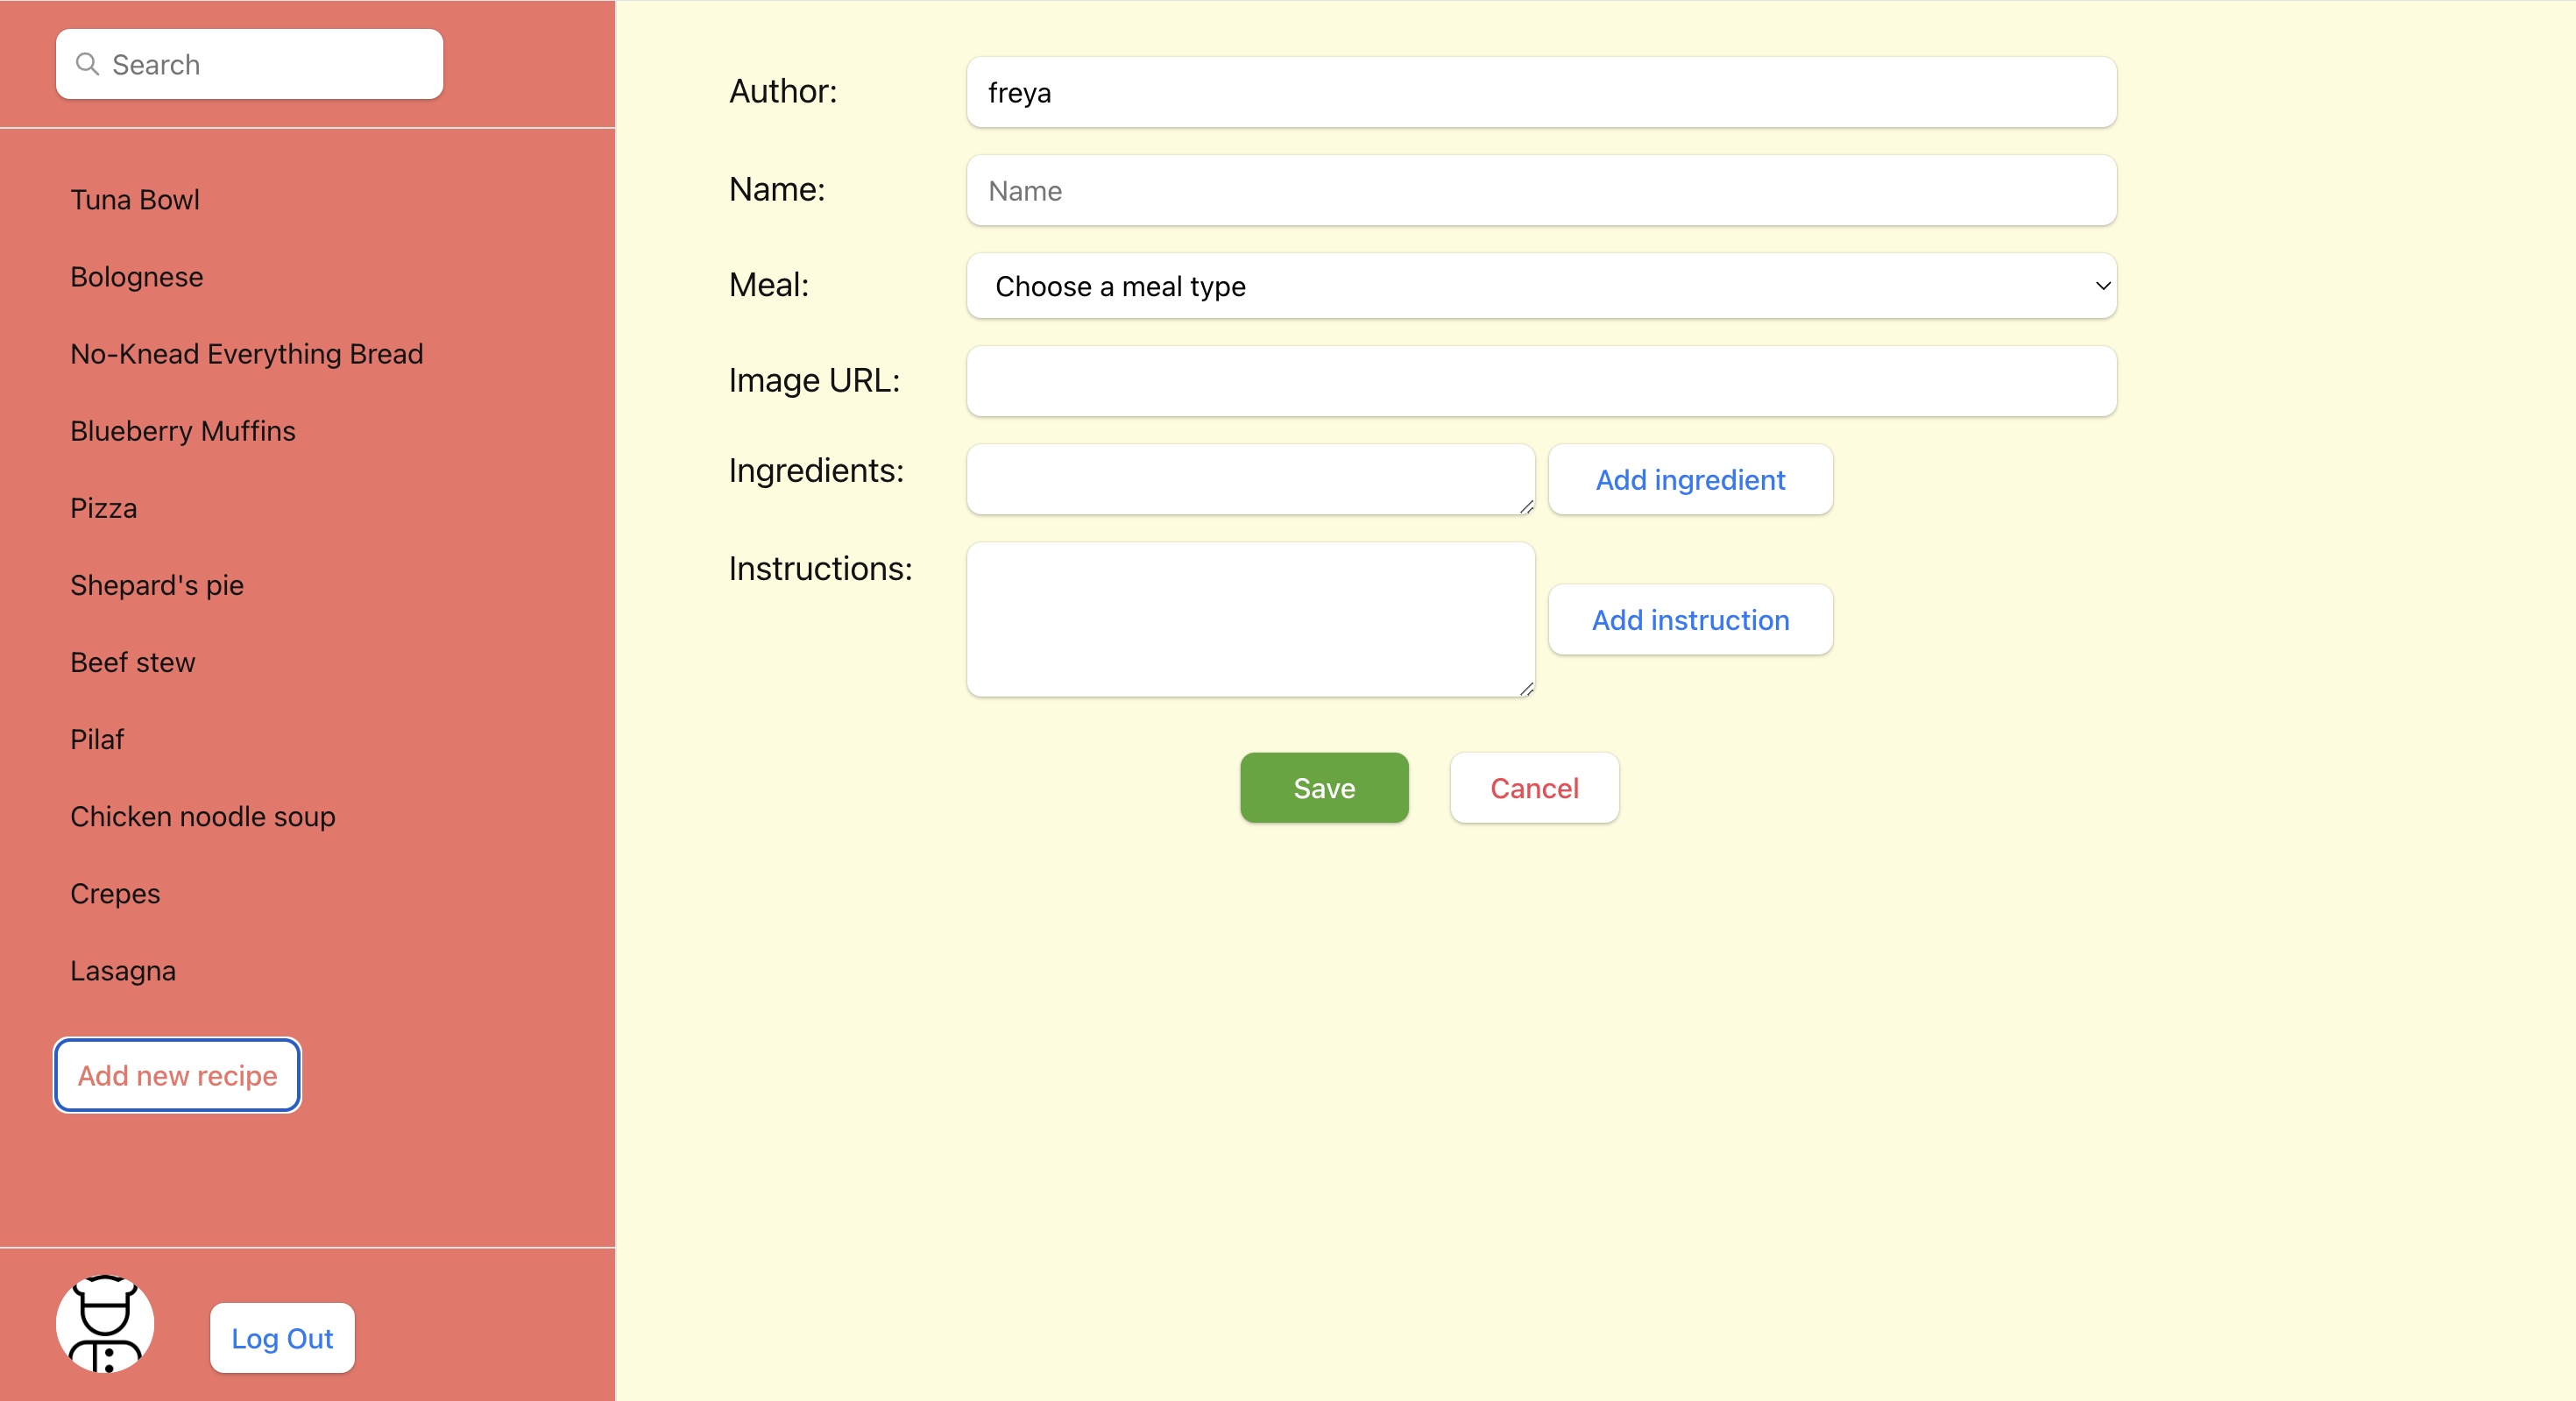 Search
Tuna Bowl
Bolognese
No-Knead Everything Bread
Blueberry Muffins
Pizza
Shepard's pie
Beef stew
Pilaf
Chicken noodle soup
Crepes
Lasagna
Add new recipe
Log Out
Author: freya
Name: Name
Meal: Choose a meal type
Image URL:
Ingredients: Add ingredient
Instructions: Add instruction
Save Cancel